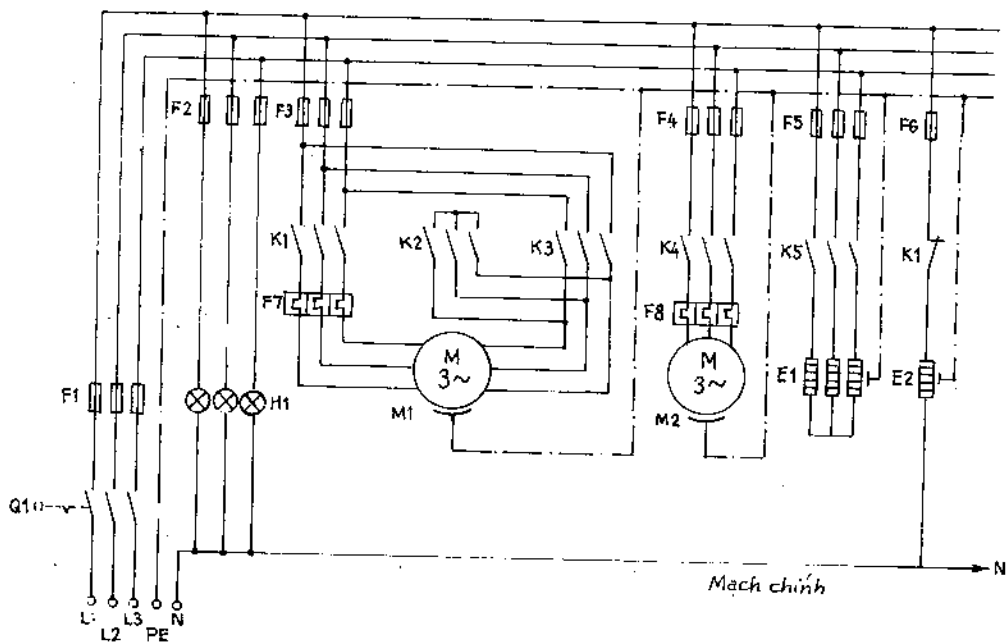 F2
F3
F4
F5
F6
K1
K2
K3
K4
K5
K1
F7
F8
M
3~
M
3~
E1
E2
F1
H1
M1
M2
Q1
N
Mạch chính
L1
L2
L3
PE
N